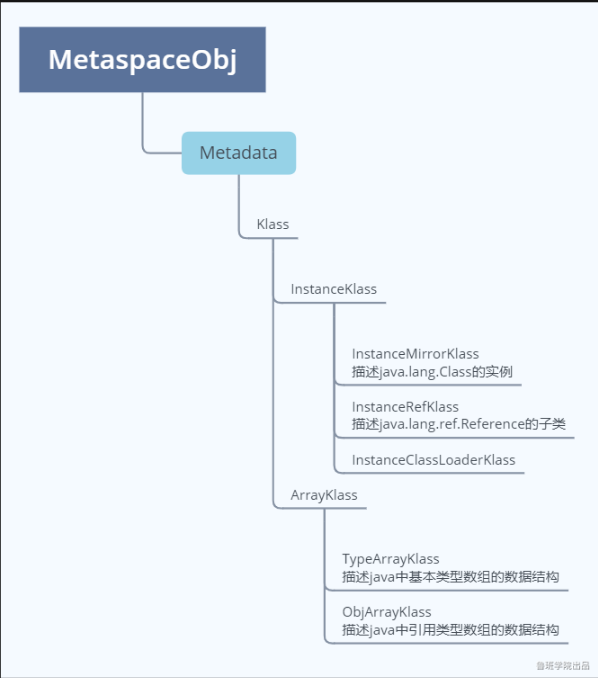 MetaspaceObj
Metadata
Klass
InstanceKlass
InstanceMirrorKlass
描述java.lang.Class的实例
InstanceRefKlass
描述java.lang.ref.Reference的子类
InstanceClassLoaderKlass
ArrayKlass
TypeArrayKlass
描述java中基本类型数组的数据结构
ObjArrayKlass
描述java中引用类型数组的数据结构
鲁班学院出品